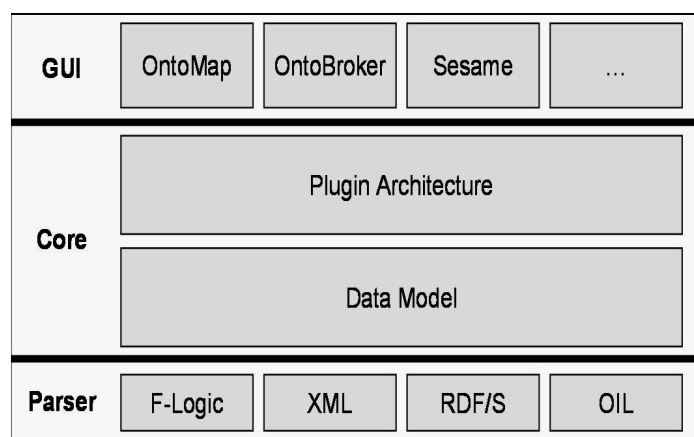 GUI
OntoMap
OntoBroker
Sesame
...
Core
Plugin Architecture
Data Model
Parser
F-Logic
XML
RDF/S
OIL